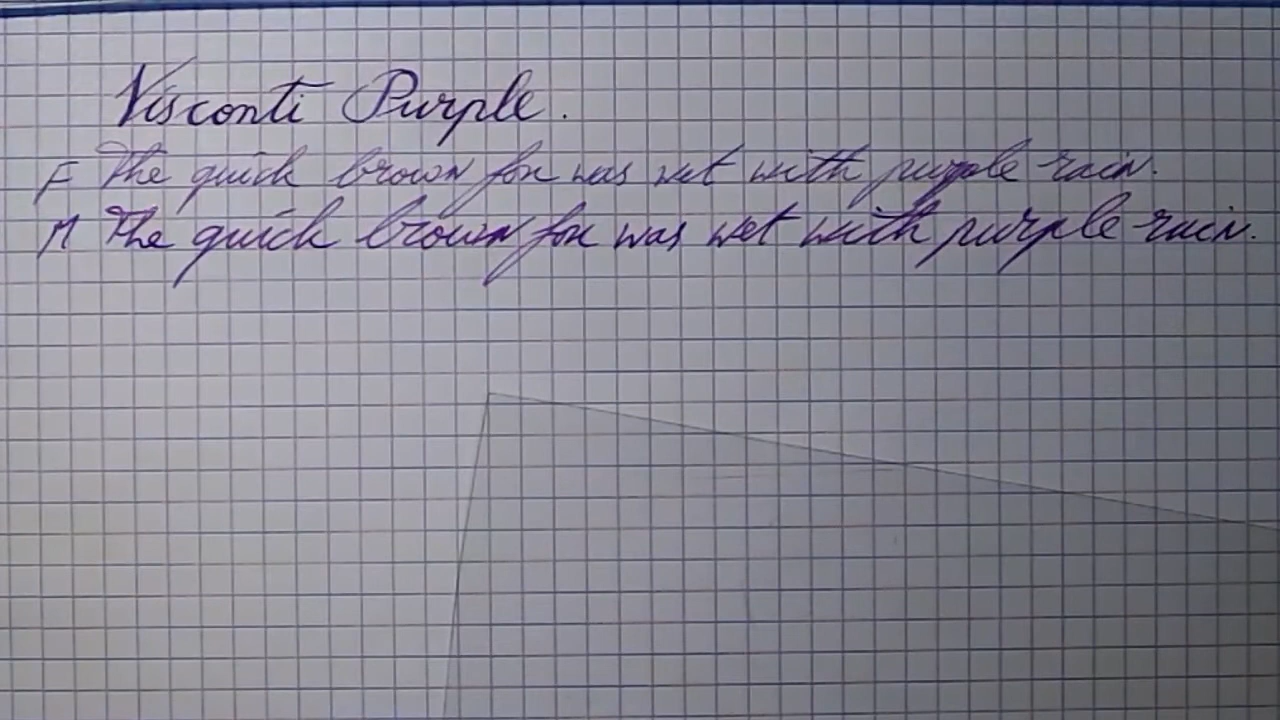 Visconti Purple.
F The quick brown fox was wet with purple rain.
M The quick brown fox was wet with purple rain.